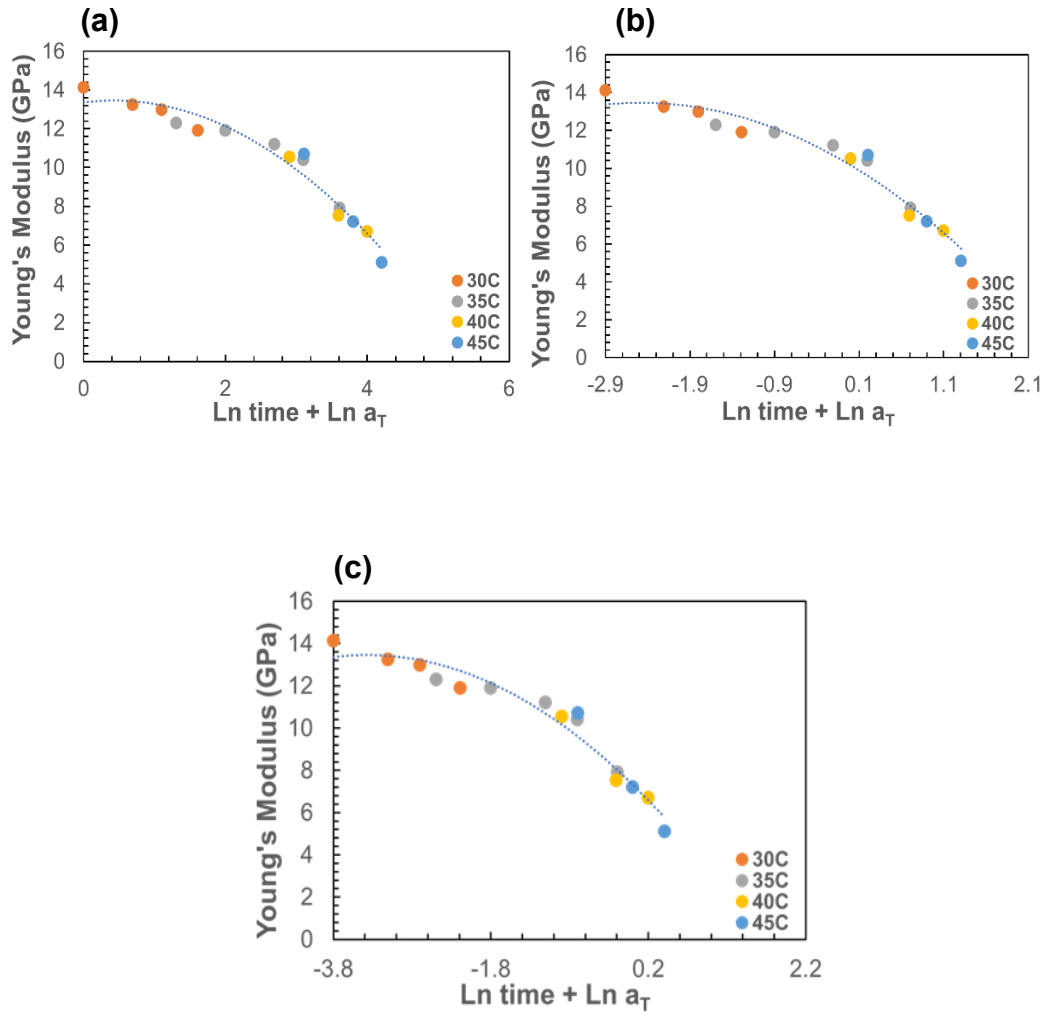 (a)
Young's Modulus (GPa)
16
14
12
10
8
6
4
2
0
0 2 4 6
Ln time + Ln aT
30C
35C
40C
45C
(b)
Young's Modulus (GPa)
16
14
12
10
8
6
4
2
0
-2.9 -1.9 -0.9 0.1 1.1 2.1
Ln time + Ln aT
30C
35C
40C
45C
(c)
Young's Modulus (GPa)
16
14
12
10
8
6
4
2
0
-3.8 -1.8 0.2 2.2
Ln time + Ln aT
30C
35C
40C
45C